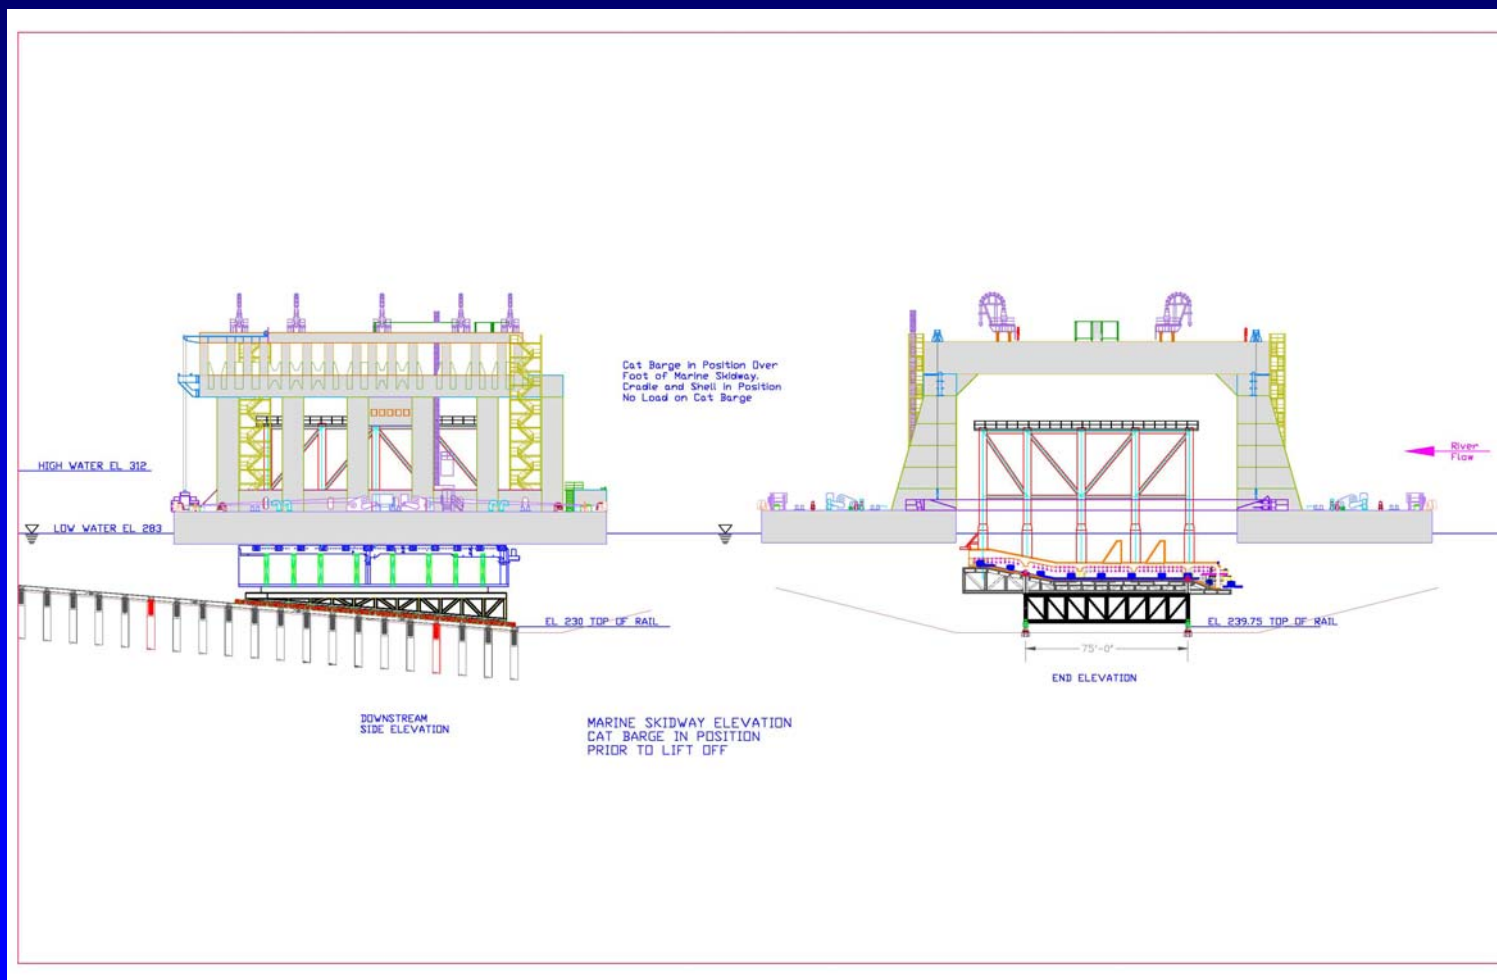 Cat Barge in Position Over
Foot of Marine Skidway.
Cradle and Shell in Position
No Load on Cat Barge
HIGH WATER EL 312
LOW WATER EL 283
River
Flow
EL 230 TOP OF RAIL
EL 239.75 TOP OF RAIL
75'-0"
END ELEVATION
DOWNSTREAM
SIDE ELEVATION
MARINE SKIDWAY ELEVATION
CAT BARGE IN POSITION
PRIOR TO LIFT OFF